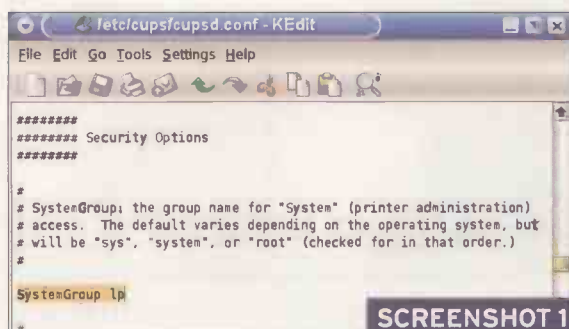 /etc/cups/cupsd.conf - KEdit
File Edit Go Tools Settings Help
########
######## Security Options
########
#
# SystemGroup: the group name for "System" (printer administration)
# access. The default varies depending on the operating system, but
# will be "sys", "system", or "root" (checked for in that order.)
#
SystemGroup lp
#
SCREENSHOT 1